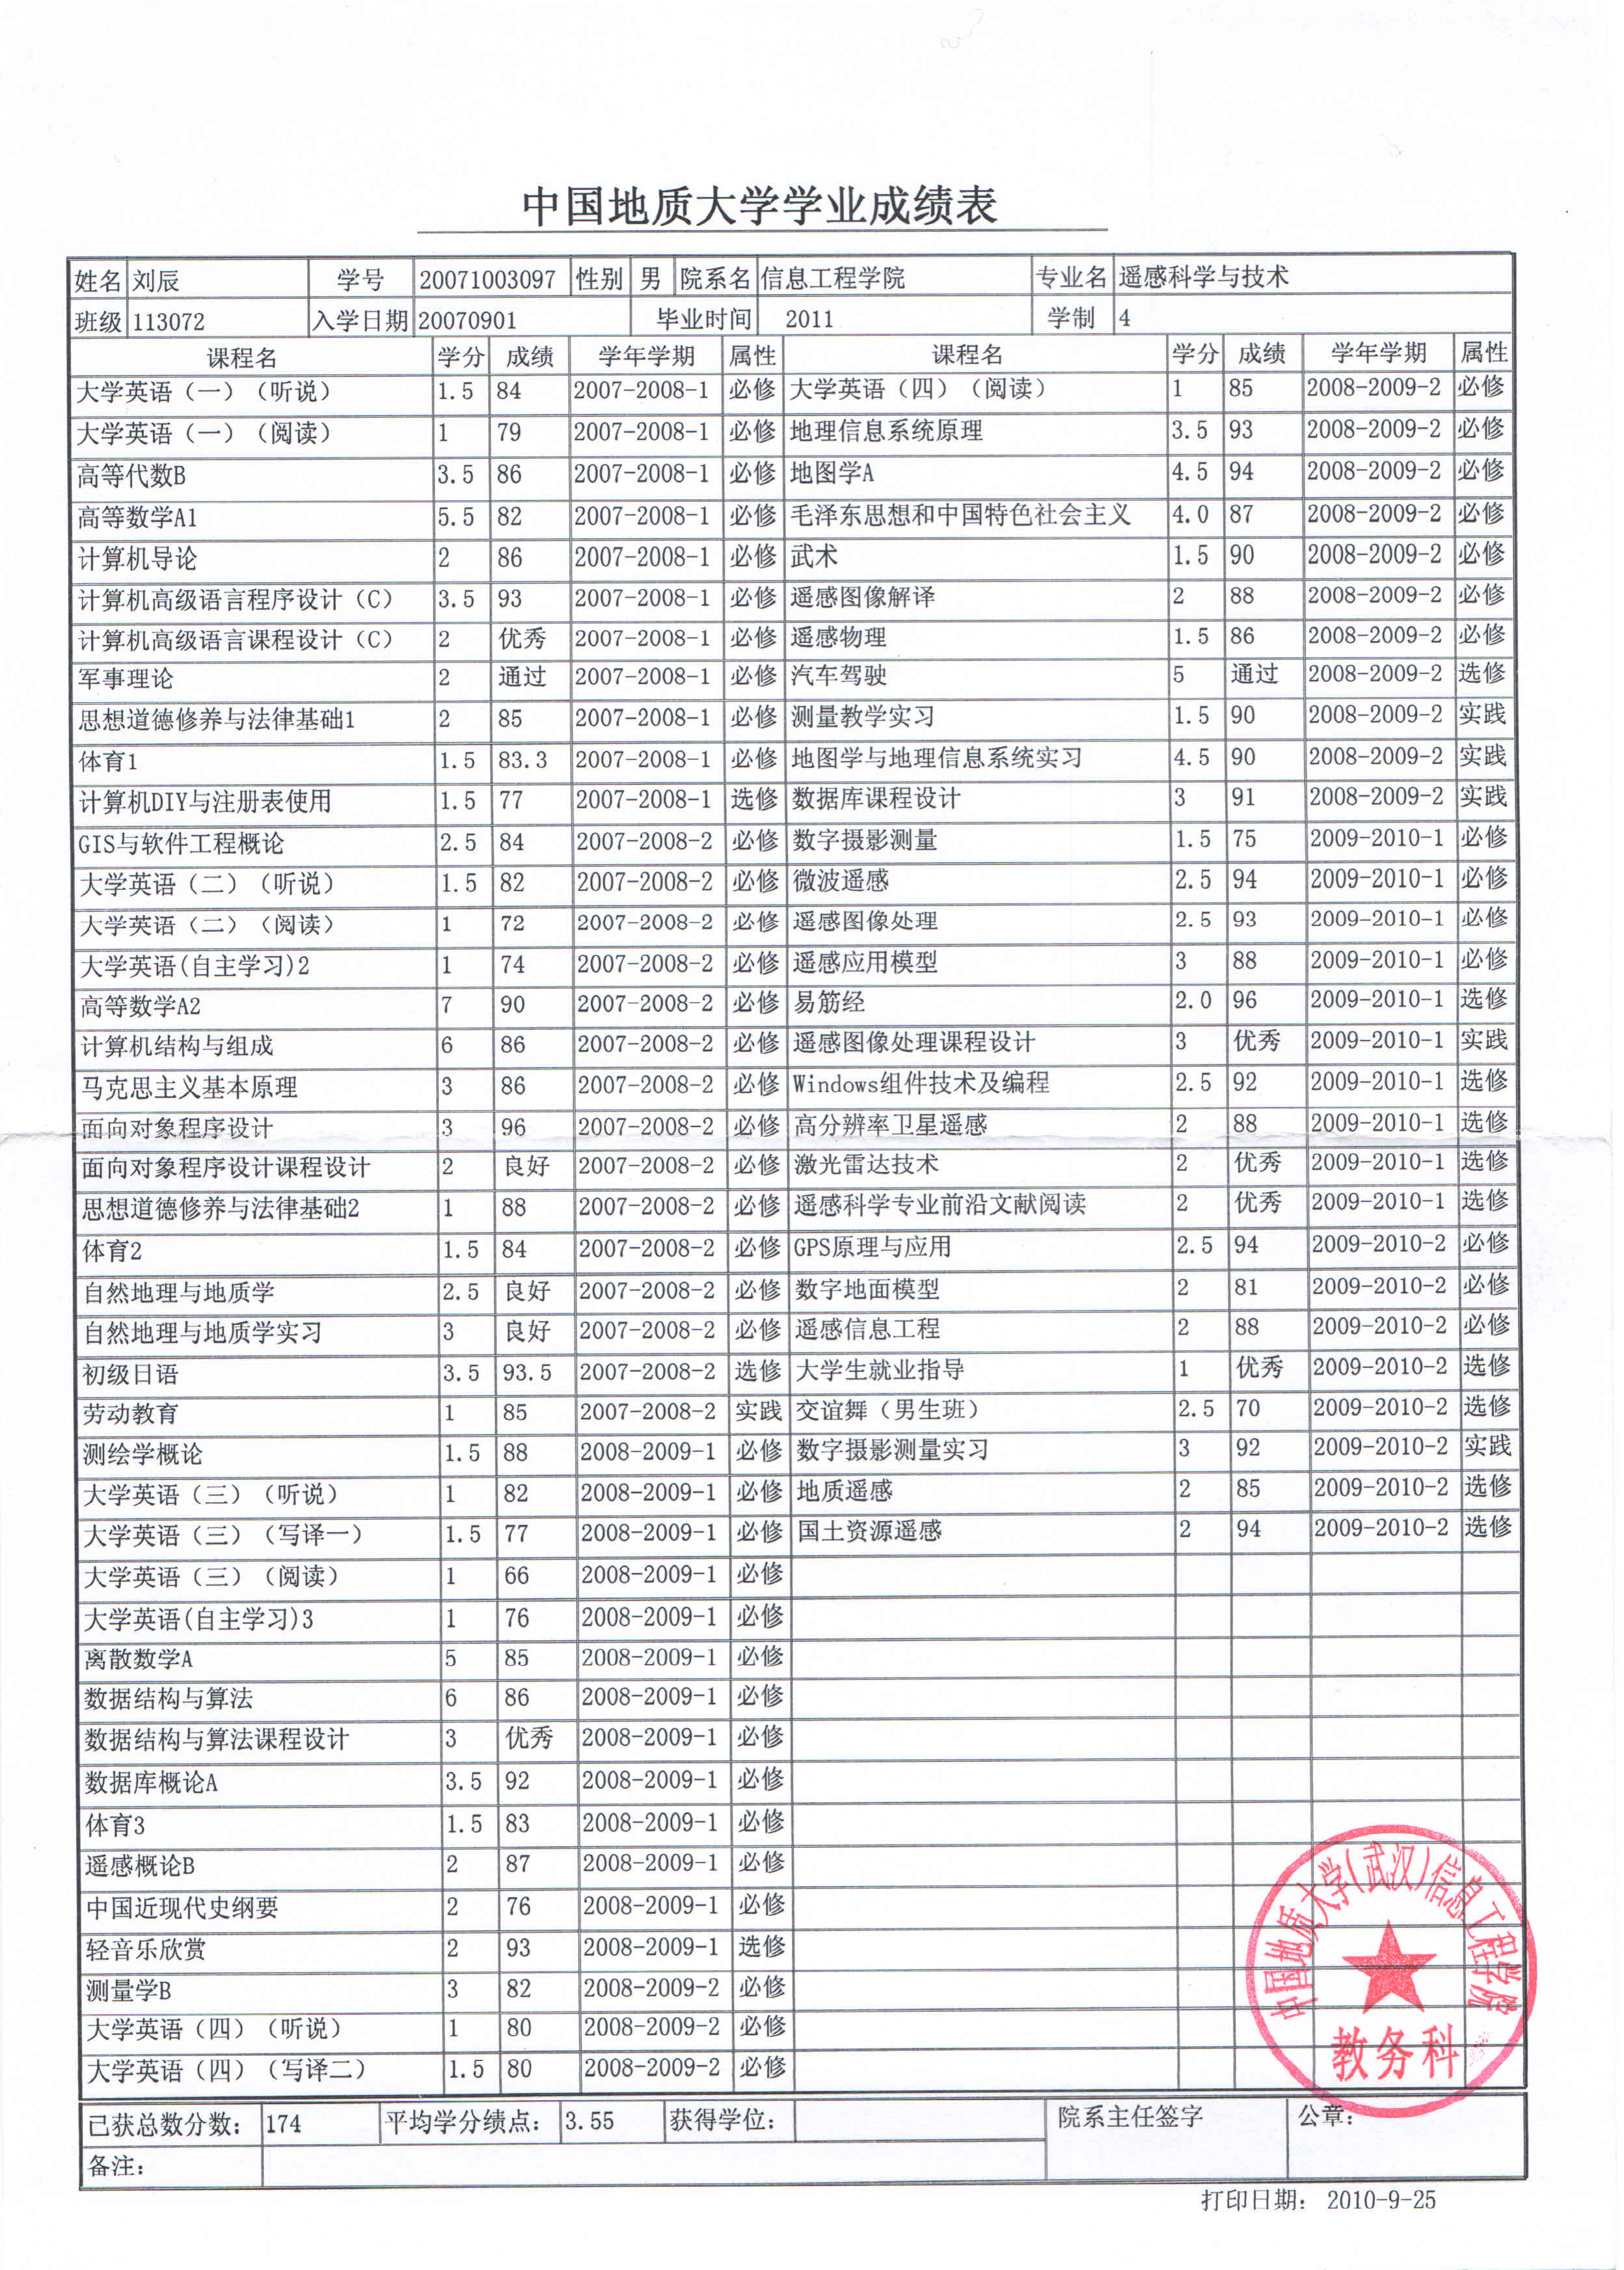 中国地质大学学业成绩表
姓名 刘辰 学号 20071003097 性别 男 院系名 信息工程学院 专业名 遥感科学与技术
班级 113072 入学日期 20070901 毕业时间 2011 学制 4
课程名 学分 成绩 学年学期 属性 课程名 学分 成绩 学年学期 属性
大学英语（一）（听说） 1.5 84 2007-2008-1 必修 大学英语（四）（阅读） 1 85 2008-2009-2 必修
大学英语（一）（阅读） 1 79 2007-2008-1 必修 地理信息系统原理 3.5 93 2008-2009-2 必修
高等代数B 3.5 86 2007-2008-1 必修 地图学A 4.5 94 2008-2009-2 必修
高等数学A1 5.5 82 2007-2008-1 必修 毛泽东思想和中国特色社会主义 4.0 87 2008-2009-2 必修
计算机导论 2 86 2007-2008-1 必修 武术 1.5 90 2008-2009-2 必修
计算机高级语言程序设计（C） 3.5 93 2007-2008-1 必修 遥感图像解译 2 88 2008-2009-2 必修
计算机高级语言课程设计（C） 2 优秀 2007-2008-1 必修 遥感物理 1.5 86 2008-2009-2 必修
军事理论 2 通过 2007-2008-1 必修 汽车驾驶 5 通过 2008-2009-2 选修
思想道德修养与法律基础1 2 85 2007-2008-1 必修 测量教学实习 1.5 90 2008-2009-2 实践
体育1 1.5 83.3 2007-2008-1 必修 地图学与地理信息系统实习 4.5 90 2008-2009-2 实践
计算机DIY与注册表使用 1.5 77 2007-2008-1 选修 数据库课程设计 3 91 2008-2009-2 实践
GIS与软件工程概论 2.5 84 2007-2008-2 必修 数字摄影测量 1.5 75 2009-2010-1 必修
大学英语（二）（听说） 1.5 82 2007-2008-2 必修 微波遥感 2.5 94 2009-2010-1 必修
大学英语（二）（阅读） 1 72 2007-2008-2 必修 遥感图像处理 2.5 93 2009-2010-1 必修
大学英语(自主学习)2 1 74 2007-2008-2 必修 遥感应用模型 3 88 2009-2010-1 必修
高等数学A2 7 90 2007-2008-2 必修 易筋经 2.0 96 2009-2010-1 选修
计算机结构与组成 6 86 2007-2008-2 必修 遥感图像处理课程设计 3 优秀 2009-2010-1 实践
马克思主义基本原理 3 86 2007-2008-2 必修 Windows组件技术及编程 2.5 92 2009-2010-1 选修
面向对象程序设计 3 96 2007-2008-2 必修 高分辨率卫星遥感 2 88 2009-2010-1 选修
面向对象程序设计课程设计 2 良好 2007-2008-2 必修 激光雷达技术 2 优秀 2009-2010-1 选修
思想道德修养与法律基础2 1 88 2007-2008-2 必修 遥感科学专业前沿文献阅读 2 优秀 2009-2010-1 选修
体育2 1.5 84 2007-2008-2 必修 GPS原理与应用 2.5 94 2009-2010-2 必修
自然地理与地质学 2.5 良好 2007-2008-2 必修 数字地面模型 2 81 2009-2010-2 必修
自然地理与地质学实习 3 良好 2007-2008-2 必修 遥感信息工程 2 88 2009-2010-2 必修
初级日语 3.5 93.5 2007-2008-2 选修 大学生就业指导 1 优秀 2009-2010-2 选修
劳动教育 1 85 2007-2008-2 实践 交谊舞（男生班） 2.5 70 2009-2010-2 选修
测绘学概论 1.5 88 2008-2009-1 必修 数字摄影测量实习 3 92 2009-2010-2 实践
大学英语（三）（听说） 1 82 2008-2009-1 必修 地质遥感 2 85 2009-2010-2 选修
大学英语（三）（写译一） 1.5 77 2008-2009-1 必修 国土资源遥感 2 94 2009-2010-2 选修
大学英语（三）（阅读） 1 66 2008-2009-1 必修
大学英语(自主学习)3 1 76 2008-2009-1 必修
离散数学A 5 85 2008-2009-1 必修
数据结构与算法 6 86 2008-2009-1 必修
数据结构与算法课程设计 3 优秀 2008-2009-1 必修
数据库概论A 3.5 92 2008-2009-1 必修
体育3 1.5 83 2008-2009-1 必修
遥感概论B 2 87 2008-2009-1 必修
中国近现代史纲要 2 76 2008-2009-1 必修
轻音乐欣赏 2 93 2008-2009-1 选修
测量学B 3 82 2008-2009-2 必修
大学英语（四）（听说） 1 80 2008-2009-2 必修
大学英语（四）（写译二） 1.5 80 2008-2009-2 必修
中国地质大学(武汉)信息工程学院
教务科
已获总数分数： 174 平均学分绩点： 3.55 获得学位： 院系主任签字 公章：
备注：
打印日期： 2010-9-25